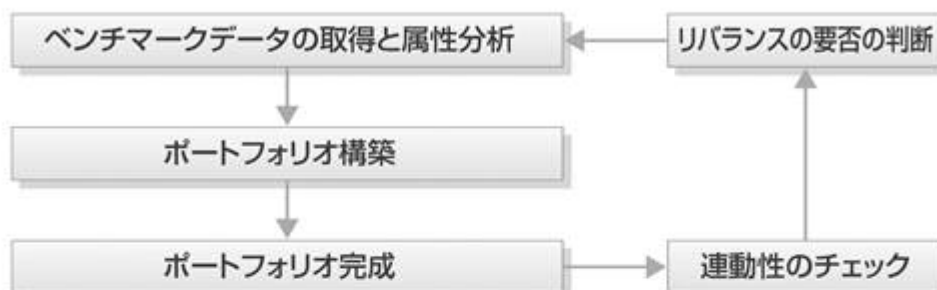 ベンチマークデータの取得と属性分析
リバランスの要否の判断
ポートフォリオ構築
ポートフォリオ完成
連動性のチェック